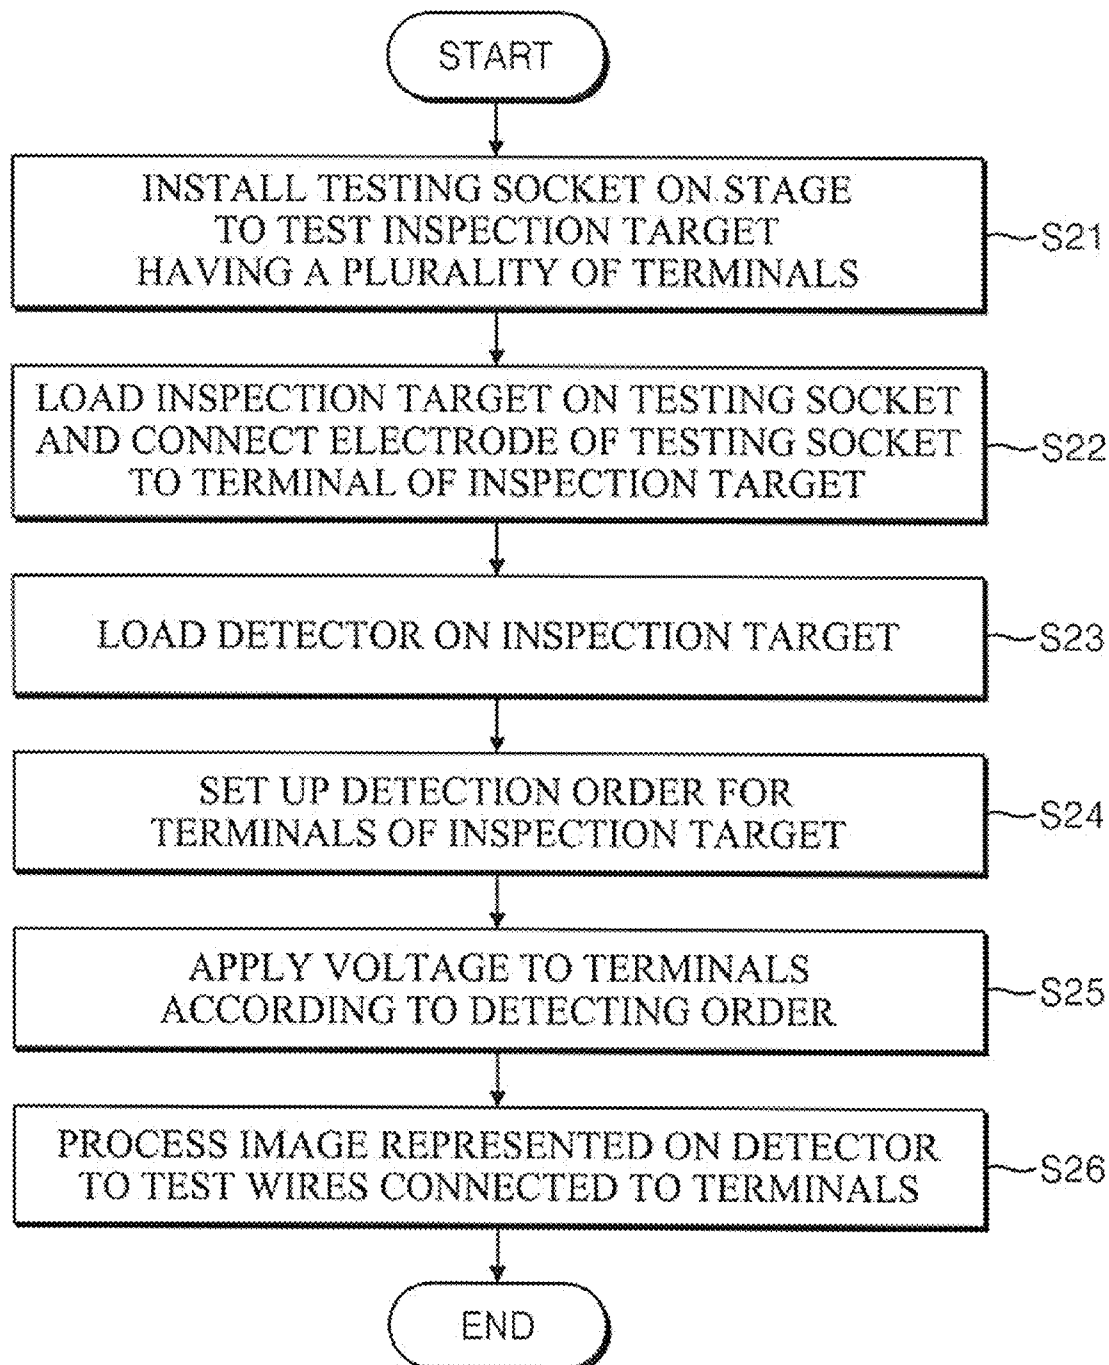 START
INSTALL TESTING SOCKET ON STAGE
TO TEST INSPECTION TARGET
HAVING A PLURALITY OF TERMINALS
S21
LOAD INSPECTION TARGET ON TESTING SOCKET
AND CONNECT ELECTRODE OF TESTING SOCKET
TO TERMINAL OF INSPECTION TARGET
S22
LOAD DETECTOR ON INSPECTION TARGET
S23
SET UP DETECTION ORDER FOR
TERMINALS OF INSPECTION TARGET
S24
APPLY VOLTAGE TO TERMINALS
ACCORDING TO DETECTING ORDER
S25
PROCESS IMAGE REPRESENTED ON DETECTOR
TO TEST WIRES CONNECTED TO TERMINALS
S26
END